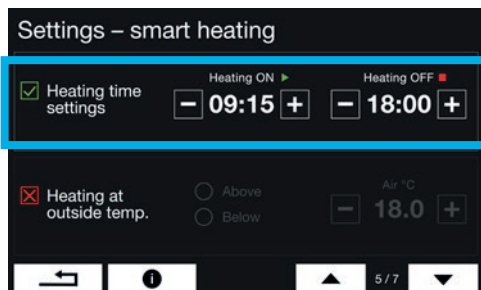 Settings – smart heating
Heating ON Heating OFF
Heating time
settings
– 09:15 + – 18:00 +
Heating at
outside temp.
Above
Below
Air °C
– 18.0 +
5/7